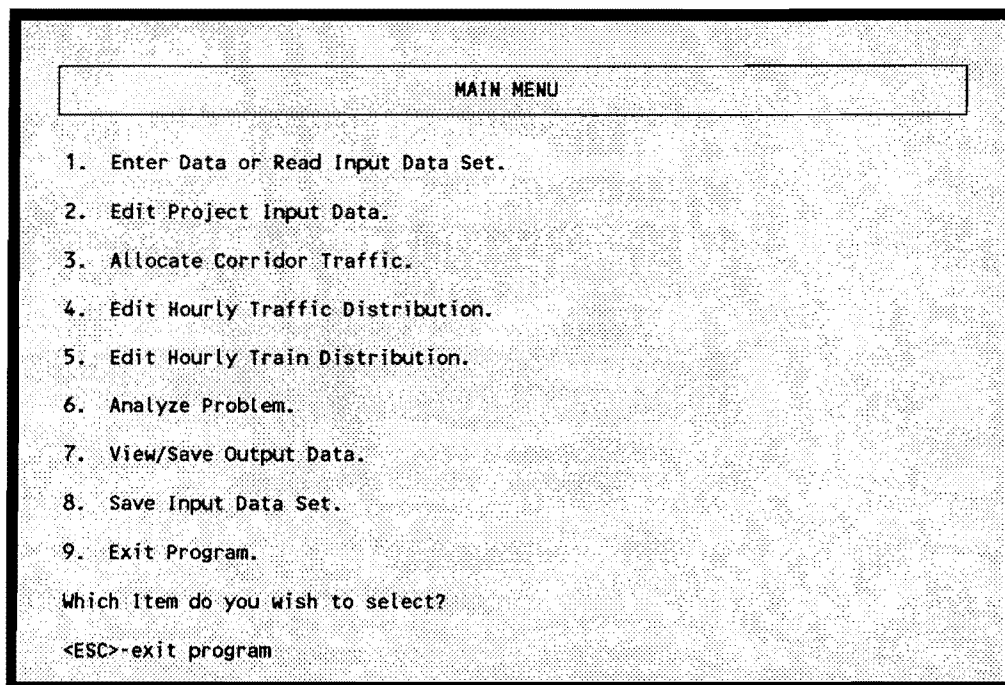 MAIN MENU
1. Enter Data or Read Input Data Set.
2. Edit Project Input Data.
3. Allocate Corridor Traffic.
4. Edit Hourly Traffic Distribution.
5. Edit Hourly Train Distribution.
6. Analyze Problem.
7. View/Save Output Data.
8. Save Input Data Set.
9. Exit Program.
Which Item do you wish to select?
<ESC>-exit program